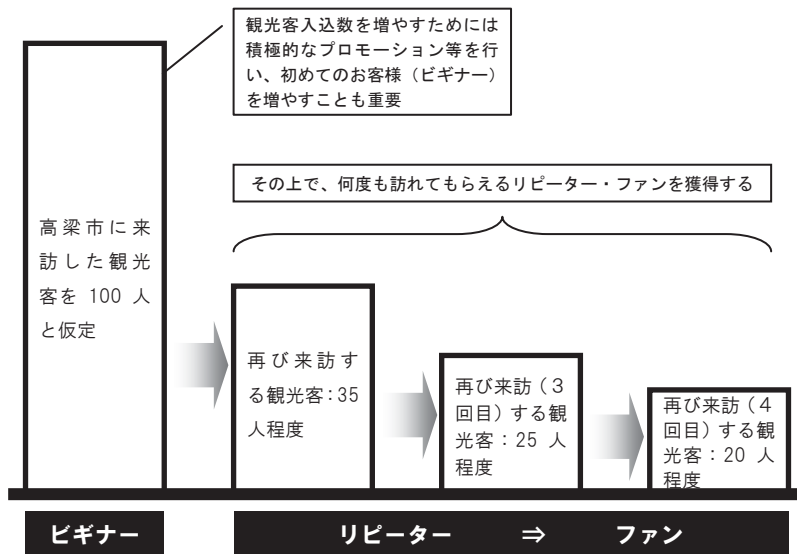 観光客入込数を増やすためには
積極的なプロモーション等を行
い、初めてのお客様（ビギナー）
を増やすことも重要
その上で、何度も訪れてもらえるリピーター・ファンを獲得する
高梁市に来
訪した観光
客を 100 人
と仮定
再び来訪す
る観光客：35
人程度
再び来訪（３
回目）する観
光客：25 人
程度
再び来訪（４
回目）する観
光客：20 人
程度
ビギナー
リピーター ⇒ ファン